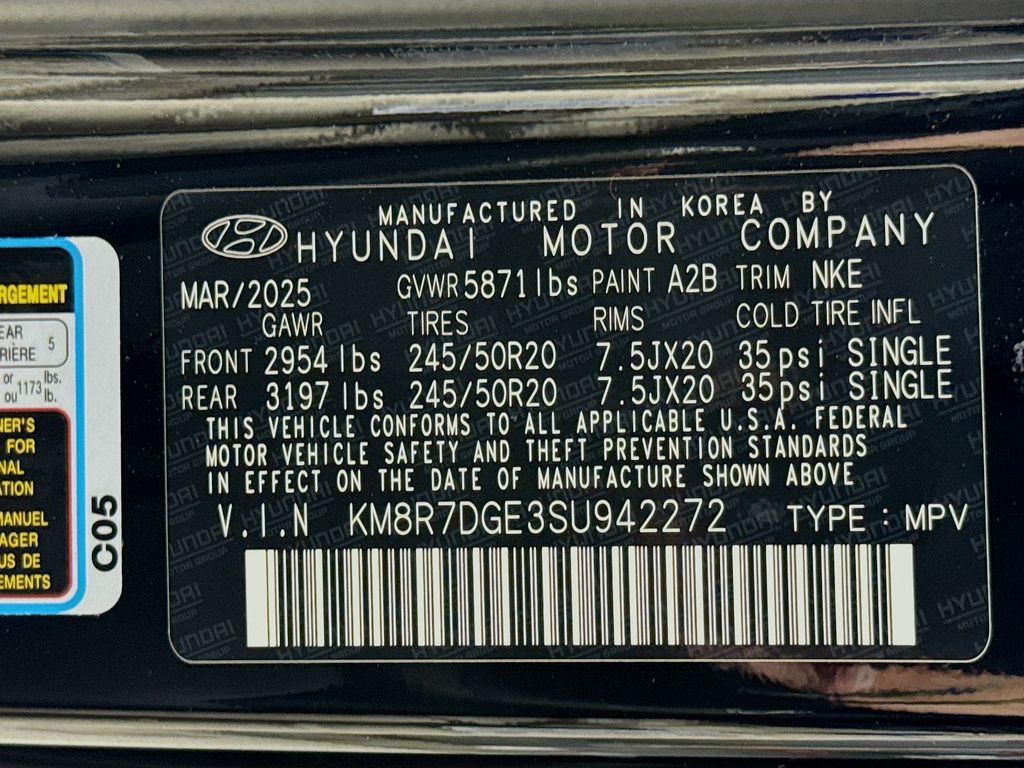 MANUFACTURED IN KOREA BY
HYUNDAI MOTOR COMPANY
MAR/2025 GVWR 5871lbs PAINT A2B TRIM NKE
GAWR TIRES RIMS COLD TIRE INFL
FRONT 2954 lbs 245/50R20 7.5JX20 35psi SINGLE
REAR 3197 lbs 245/50R20 7.5JX20 35psi SINGLE
THIS VEHICLE CONFORMS TO ALL APPLICABLE U.S.A. FEDERAL
MOTOR VEHICLE SAFETY AND THEFT PREVENTION STANDARDS
IN EFFECT ON THE DATE OF MANUFACTURE SHOWN ABOVE
V.I.N KM8R7DGE3SU942272 TYPE : MPV
RGEMENT
EAR
RIÈRE 5
or 1173 lbs.
ou lb.
NER'S
FOR
NAL
ATION
MANUEL
AGER
US DE
EMENTS
C05
HYUNDAI
MOTOR GROUP